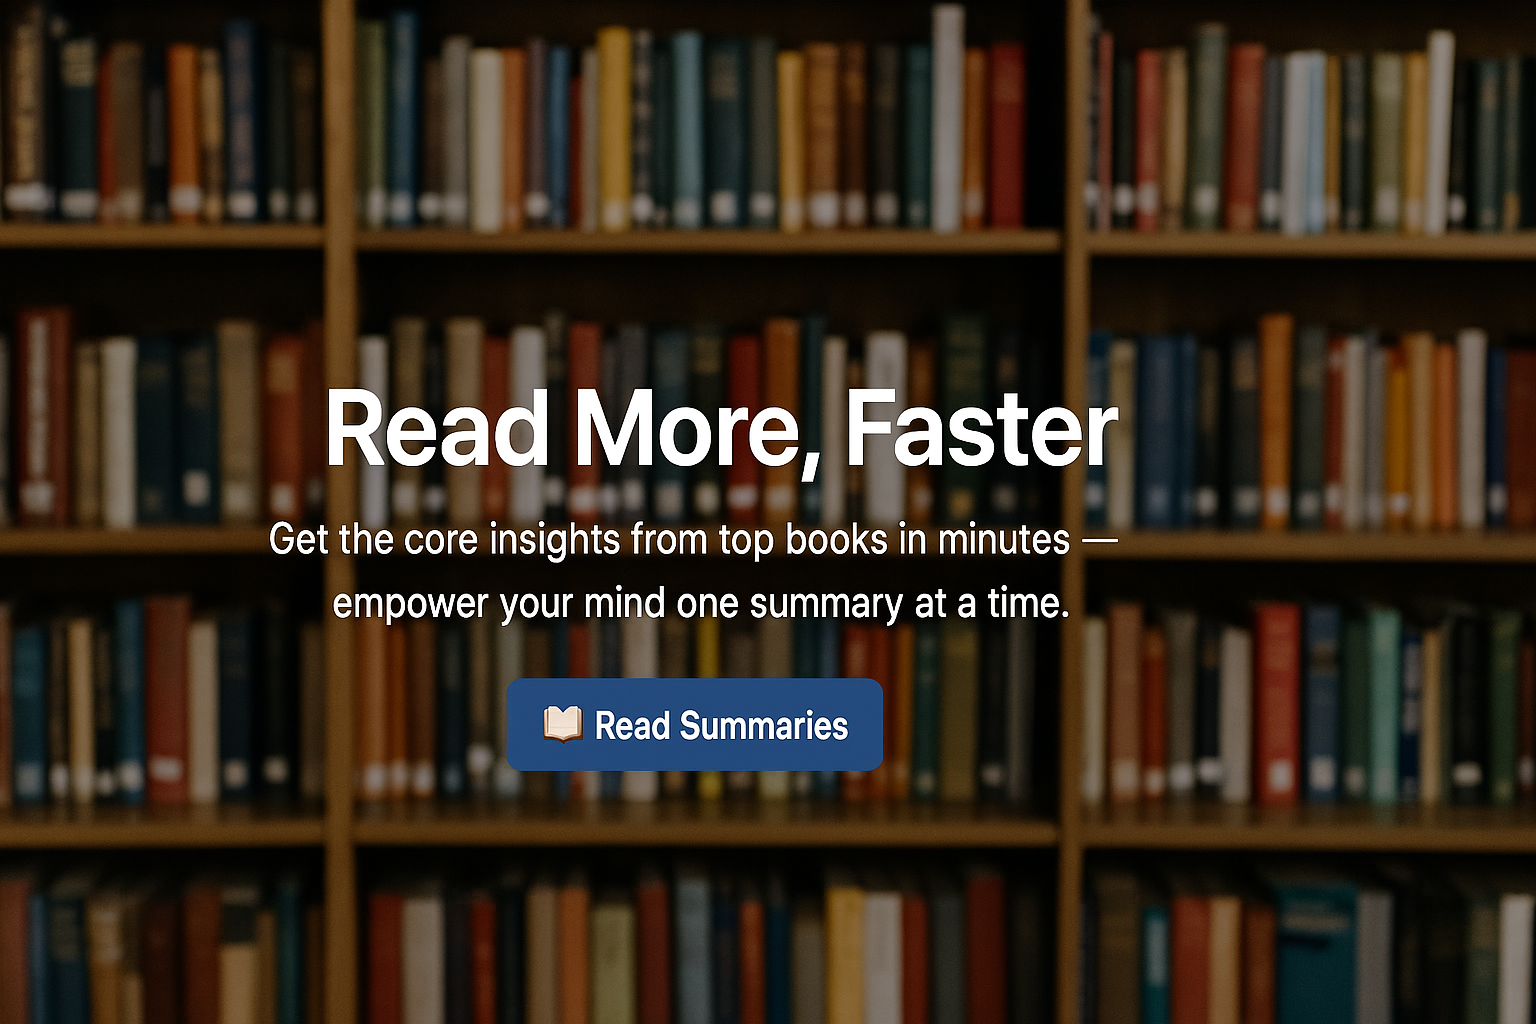 Read More, Faster
Get the core insights from top books in minutes —
empower your mind one summary at a time.
📖 Read Summaries